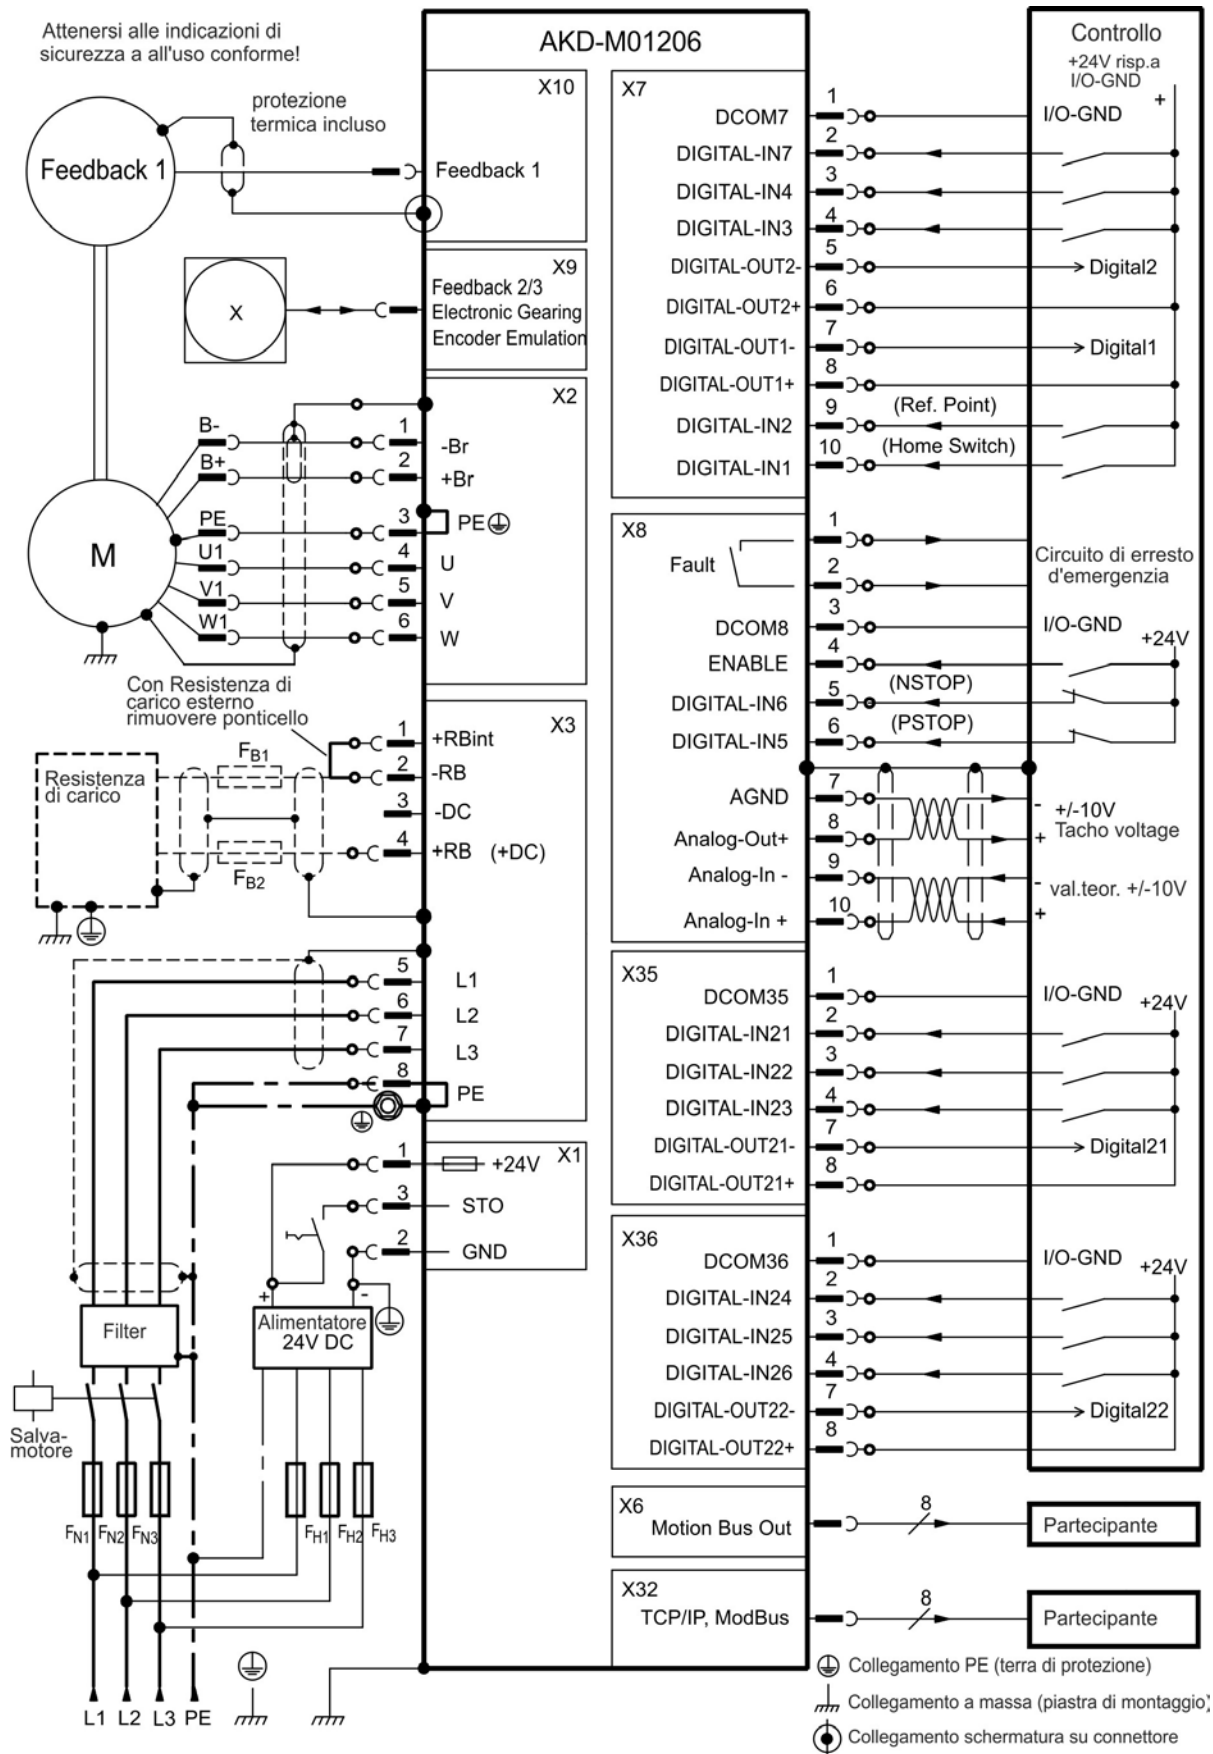 Attenersi alle indicazioni di
sicurezza a all'uso conforme!
AKD-M01206
Controllo
+24V risp.a
I/O-GND
+
protezione
termica incluso
Feedback 1
X10
Feedback 1
X
X9
Feedback 2/3
Electronic Gearing
Encoder Emulation
X2
B-
1
-Br
B+
2
+Br
PE
3
PE
U1
4
U
V1
5
V
W1
6
W
M
Con Resistenza di
carico esterno
rimuovere ponticello
X3
1
+RBint
FB1
2
-RB
Resistenza
di carico
3
-DC
4
+RB (+DC)
FB2
5
L1
6
L2
7
L3
8
PE
X1
1
+24V
3
STO
2
GND
+
-
Alimentatore
24V DC
Filter
Salva-
motore
FN1
FN2
FN3
FH1
FH2
FH3
L1
L2
L3
PE
X7
DCOM7
1
I/O-GND
DIGITAL-IN7
2
DIGITAL-IN4
3
DIGITAL-IN3
4
DIGITAL-OUT2-
5
Digital2
DIGITAL-OUT2+
6
DIGITAL-OUT1-
7
Digital1
DIGITAL-OUT1+
8
DIGITAL-IN2
9
(Ref. Point)
DIGITAL-IN1
10
(Home Switch)
X8
Fault
1
2
Circuito di erresto
d'emergenzia
DCOM8
3
I/O-GND
+24V
ENABLE
4
DIGITAL-IN6
5
(NSTOP)
DIGITAL-IN5
6
(PSTOP)
AGND
7
-
+/-10V
Tacho voltage
Analog-Out+
8
+
Analog-In -
9
-
val.teor. +/-10V
Analog-In +
10
+
X35
DCOM35
1
I/O-GND
+24V
DIGITAL-IN21
2
DIGITAL-IN22
3
DIGITAL-IN23
4
DIGITAL-OUT21-
7
Digital21
DIGITAL-OUT21+
8
X36
DCOM36
1
I/O-GND
+24V
DIGITAL-IN24
2
DIGITAL-IN25
3
DIGITAL-IN26
4
DIGITAL-OUT22-
7
Digital22
DIGITAL-OUT22+
8
X6
Motion Bus Out
8
Partecipante
X32
TCP/IP, ModBus
8
Partecipante
Collegamento PE (terra di protezione)
Collegamento a massa (piastra di montaggio)
Collegamento schermatura su connettore